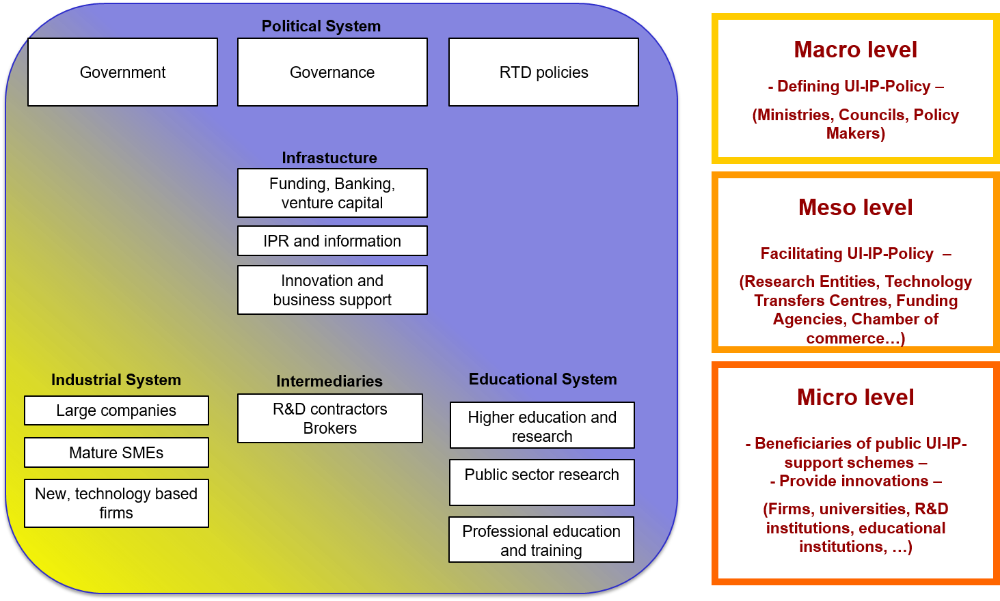 Political System
Government
Governance
RTD policies
Infrastucture
Funding, Banking,
venture capital
IPR and information
Innovation and
business support
Industrial System
Large companies
Mature SMEs
New, technology based
firms
Intermediaries
R&D contractors
Brokers
Educational System
Higher education and
research
Public sector research
Professional education
and training
Macro level
- Defining UI-IP-Policy –
(Ministries, Councils, Policy
Makers)
Meso level
Facilitating UI-IP-Policy –
(Research Entities, Technology
Transfers Centres, Funding
Agencies, Chamber of
commerce…)
Micro level
- Beneficiaries of public UI-IP-
support schemes –
- Provide innovations –
(Firms, universities, R&D
institutions, educational
institutions, …)